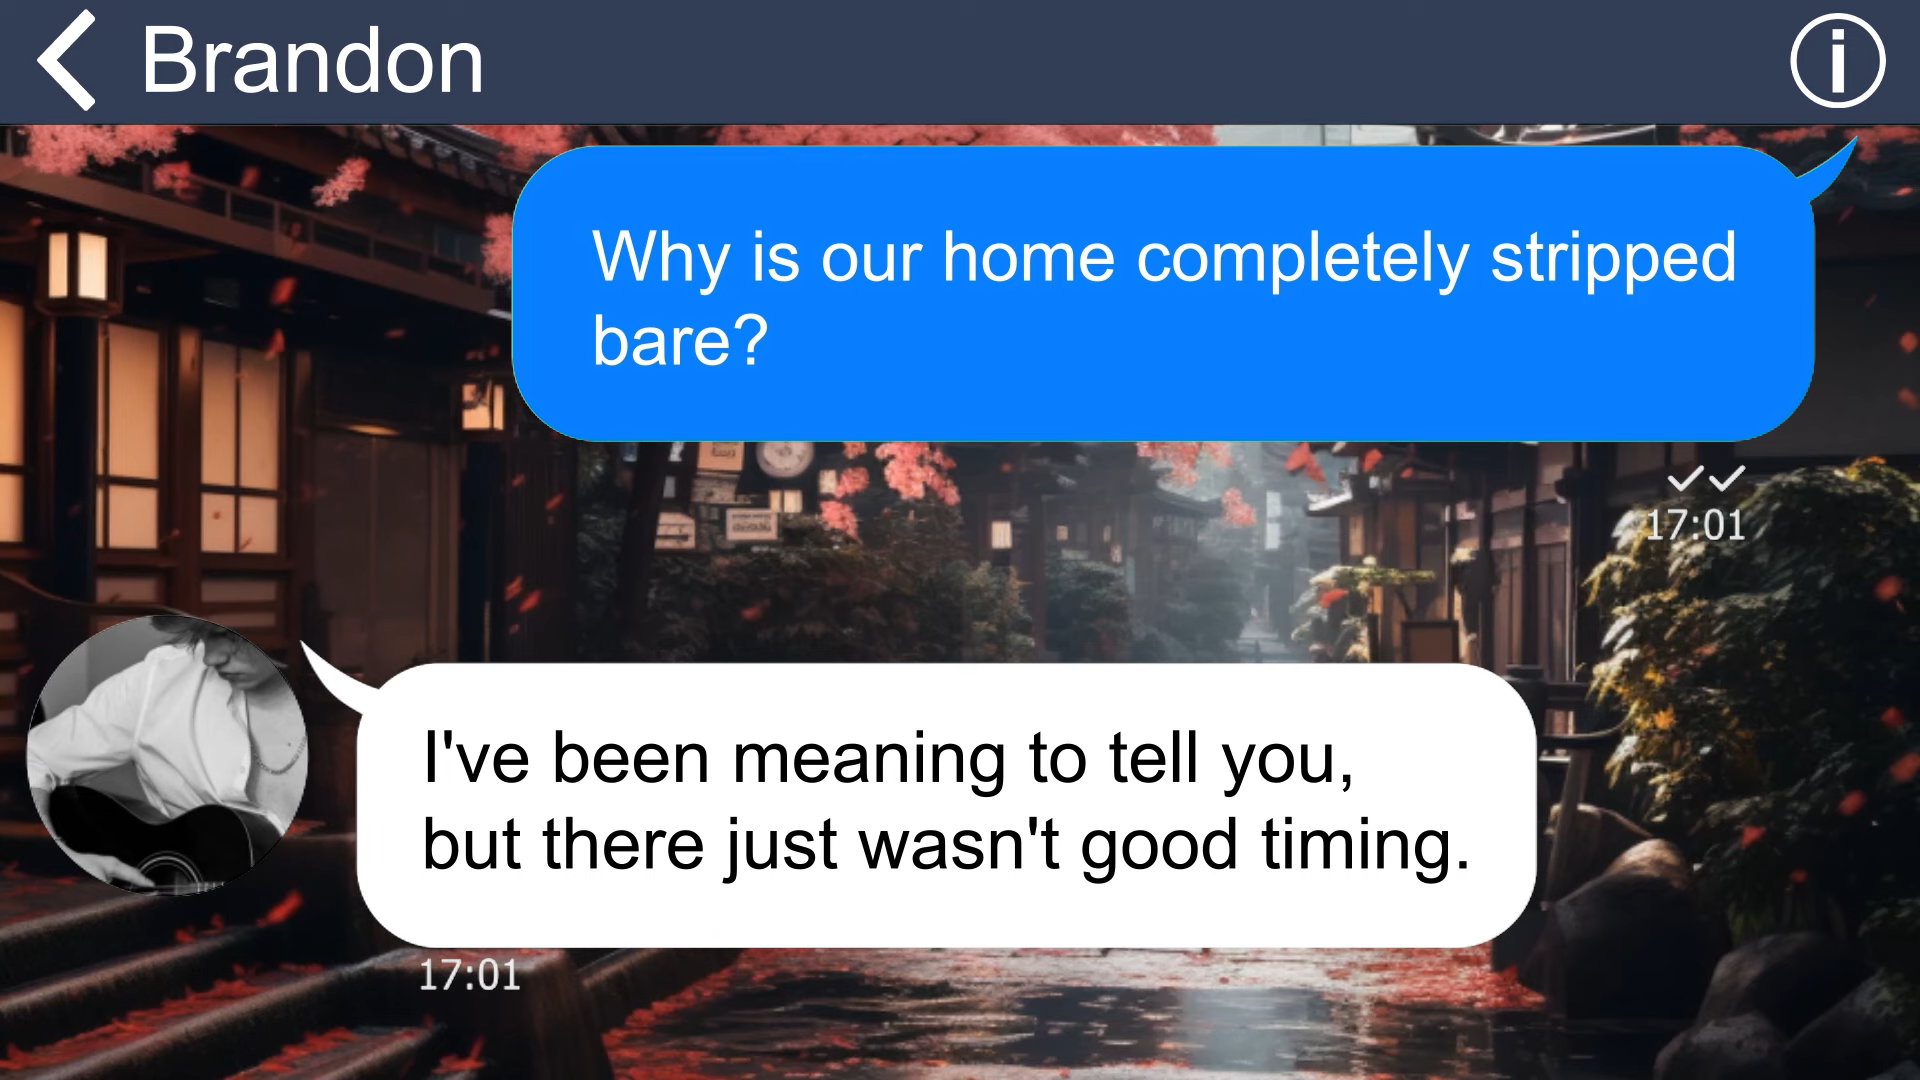 Brandon
Why is our home completely stripped
bare?
17:01
I've been meaning to tell you,
but there just wasn't good timing.
17:01